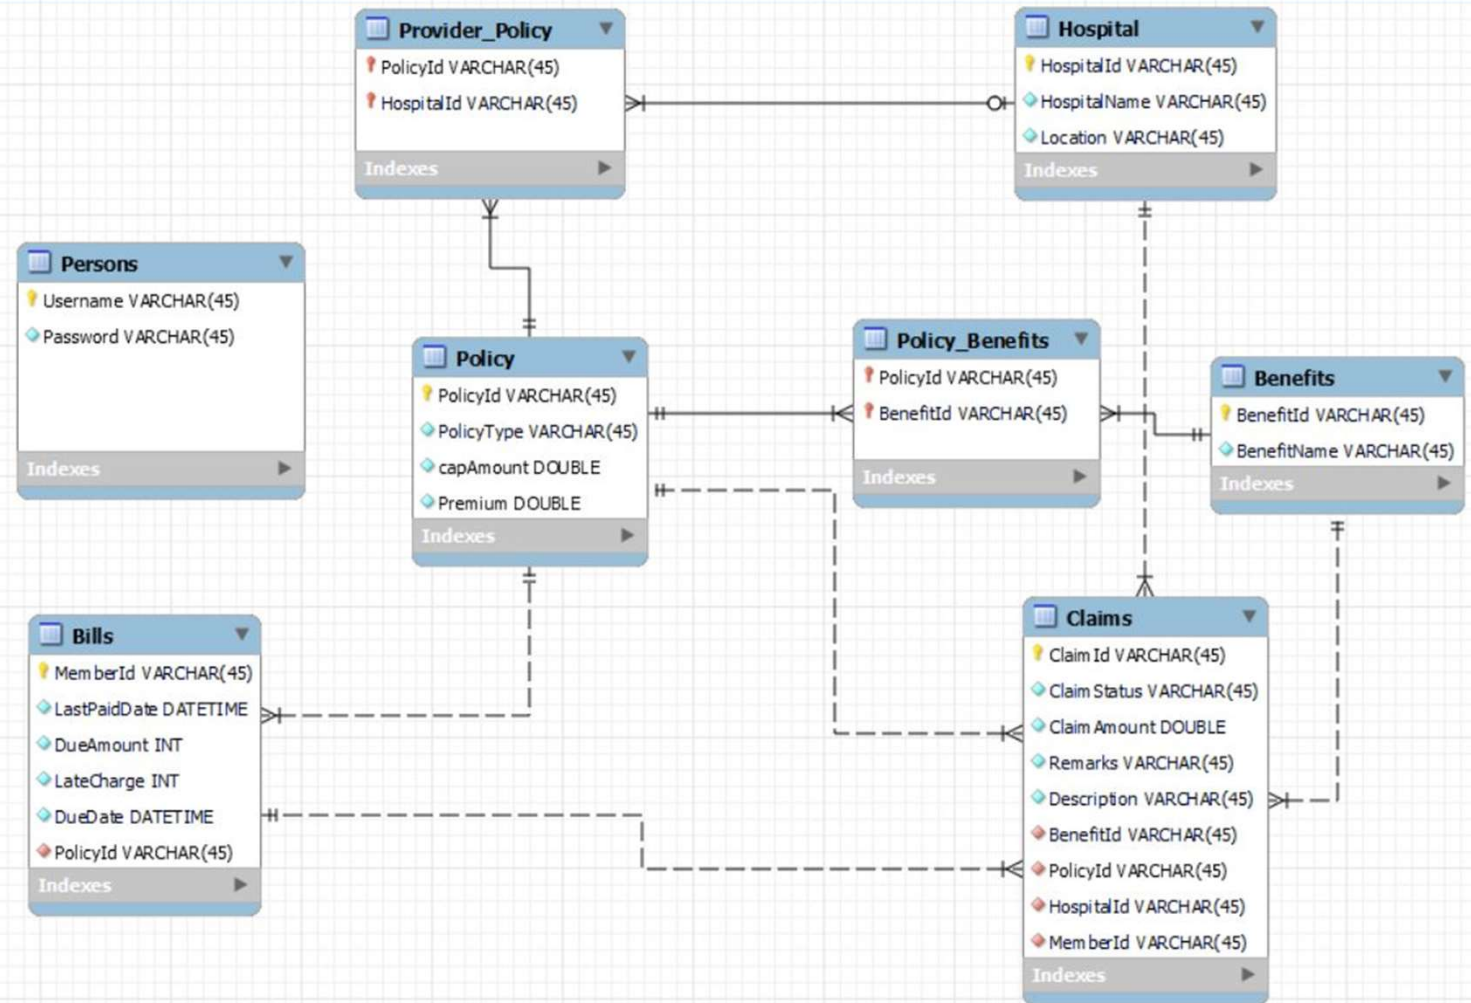 Provider_Policy
PolicyId VARCHAR(45)
HospitalId VARCHAR(45)
Indexes
Hospital
HospitalId VARCHAR(45)
HospitalName VARCHAR(45)
Location VARCHAR(45)
Indexes
Persons
Username VARCHAR(45)
Password VARCHAR(45)
Indexes
Policy
PolicyId VARCHAR(45)
PolicyType VARCHAR(45)
capAmount DOUBLE
Premium DOUBLE
Indexes
Policy_Benefits
PolicyId VARCHAR(45)
BenefitId VARCHAR(45)
Indexes
Benefits
BenefitId VARCHAR(45)
BenefitName VARCHAR(45)
Indexes
Bills
MemberId VARCHAR(45)
LastPaidDate DATETIME
DueAmount INT
LateCharge INT
DueDate DATETIME
PolicyId VARCHAR(45)
Indexes
Claims
ClaimId VARCHAR(45)
ClaimStatus VARCHAR(45)
ClaimAmount DOUBLE
Remarks VARCHAR(45)
Description VARCHAR(45)
BenefitId VARCHAR(45)
PolicyId VARCHAR(45)
HospitalId VARCHAR(45)
MemberId VARCHAR(45)
Indexes